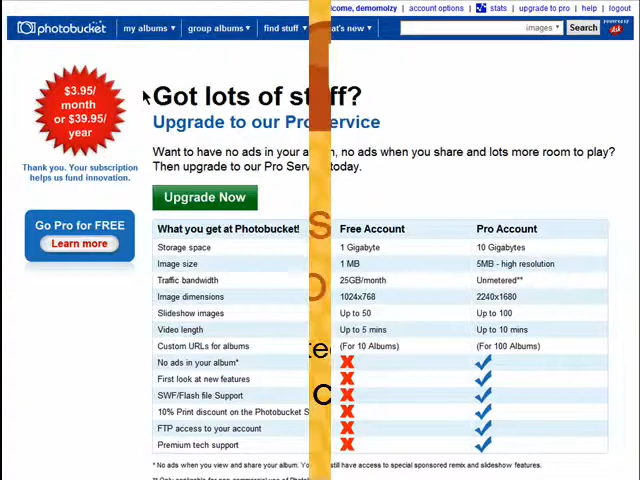 come, demomolzy | account options | stats | upgrade to pro | help | logout
photobucket my albums group albums find stuff at's new images Search
$3.95/
month
or $39.95/
year
Got lots of st ff?
Upgrade to our Pro Service
Thank you. Your subscription
helps us fund innovation.
Want to have no ads in your a m, no ads when you share and lots more room to play?
Then upgrade to our Pro Serv today.
Upgrade Now
Go Pro for FREE
Learn more
What you get at Photobucket! Free Account Pro Account
Storage space 1 Gigabyte 10 Gigabytes
Image size 1 MB 5MB - high resolution
Traffic bandwidth 25GB/month Unmetered**
Image dimensions 1024x768 2240x1680
Slideshow images Up to 50 Up to 100
Video length Up to 5 mins Up to 10 mins
Custom URLs for albums (For 10 Albums) (For 100 Albums)
No ads in your album*
First look at new features
SWF/Flash file Support
10% Print discount on the Photobucket S
FTP access to your account
Premium tech support
* No ads when you view and share your album. Y still have access to special sponsored remix and slideshow features.